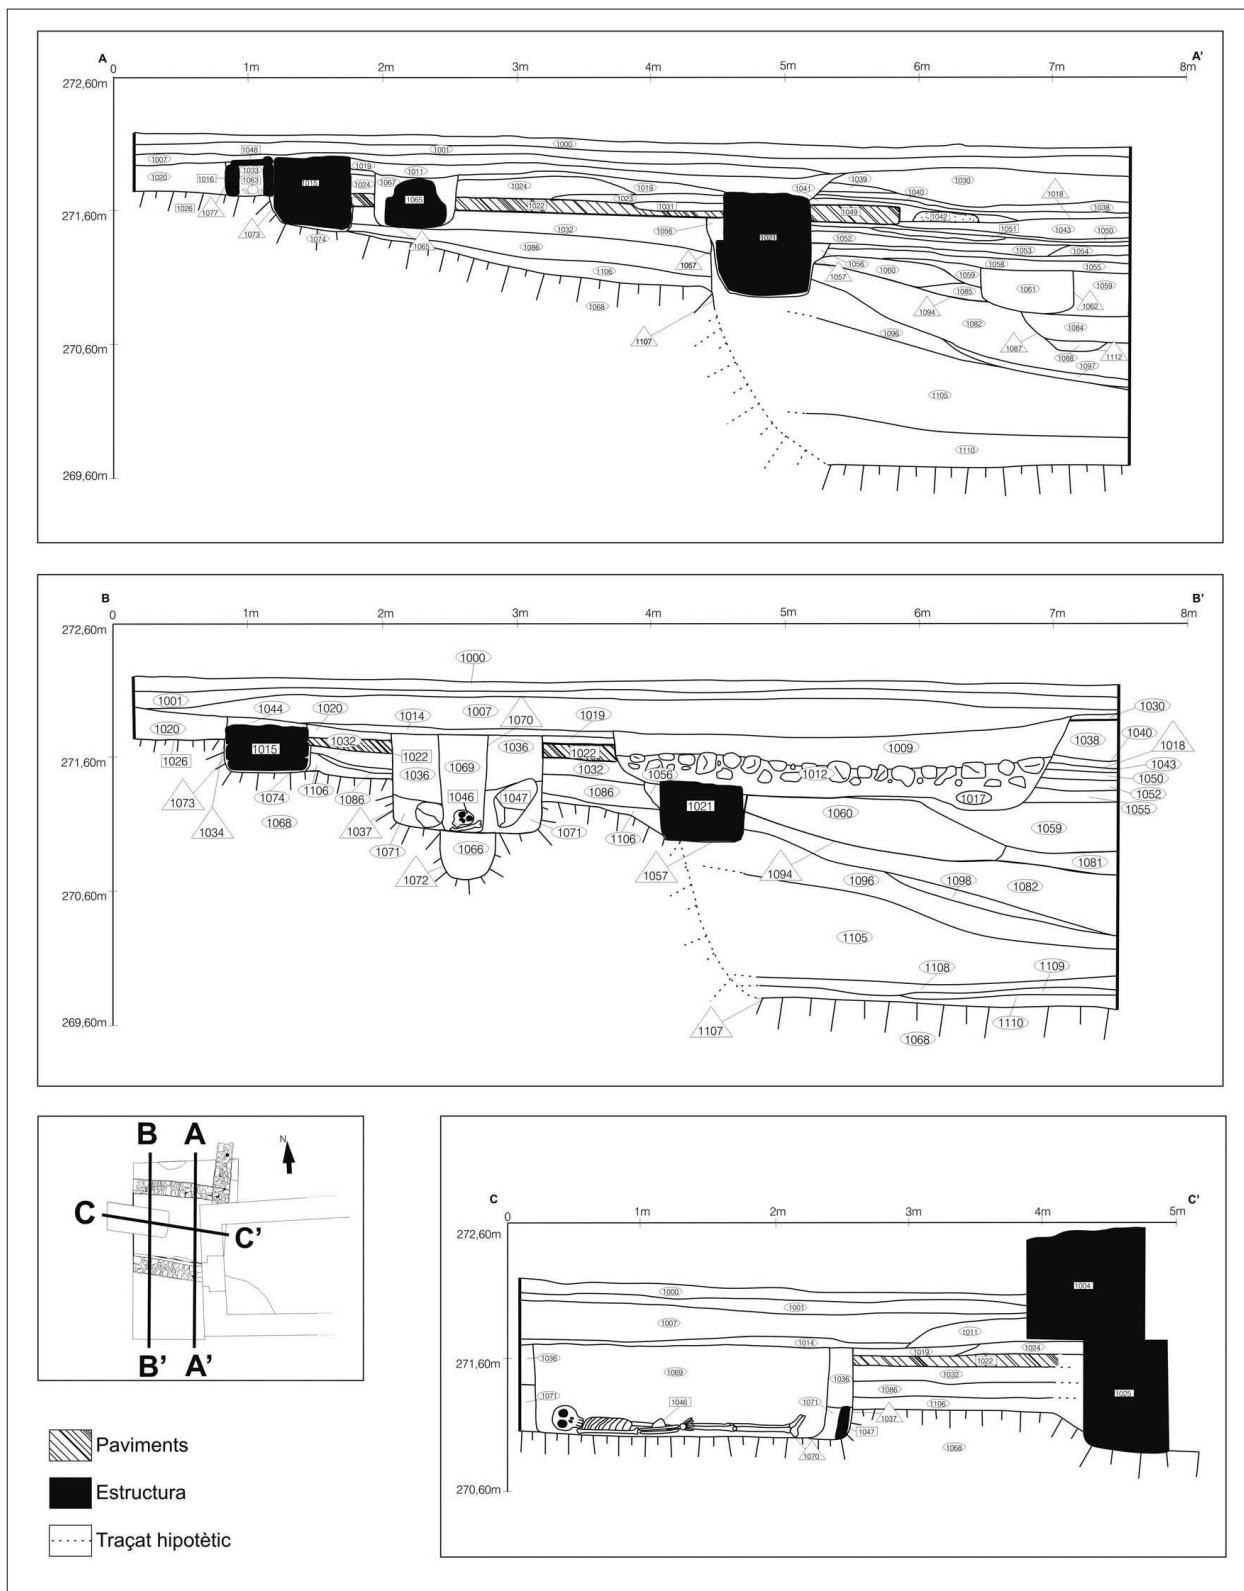 A A'
0 1m 2m 3m 4m 5m 6m 7m 8m
272,60m
1048 1001 1000
1007 1033 1019 1011 1039 1030 1018
1020 1016 1063 1015 1024 1067 1024 1019 1041 1040
1065 1023 1038
271,60m
1026 1077 1022 1031 1049 1042 1043 1050
1073 1074 1065 1032 1056 1021 1052 1051 1053 1054
1086 1057 1056 1060 1058 1055
1106 1057 1059 1061 1059
1068 1085 1062
1094 1082 1084
270,60m
1107 1096 1087 1088 1112
1097
1105
1110
269,60m
B B'
0 1m 2m 3m 4m 5m 6m 7m 8m
272,60m
1000
1001 1044 1020 1014 1007 1070 1019 1030
1020 1015 1032 1036 1009 1038 1040
271,60m
1026 1022 1069 1022 1012 1018
1036 1032 1056 1043
1073 1074 1106 1086 1046 1047 1086 1021 1017 1050
1034 1068 1037 1060 1052
1071 1071 1106 1059 1055
1066 1081
1072 1057 1094 1096 1098 1082
270,60m
1105
1108 1109
1107 1068 1110
269,60m
B A
N
C
C'
B' A'
C C'
0 1m 2m 3m 4m 5m
272,60m
1004
1000
1001
1007 1011
1014
1019 1024
271,60m
1036 1069 1036 1022
1032
1071 1046 1071 1086 1025
1106
1037
1047
1070 1068
270,60m
Paviments
Estructura
Traçat hipotètic